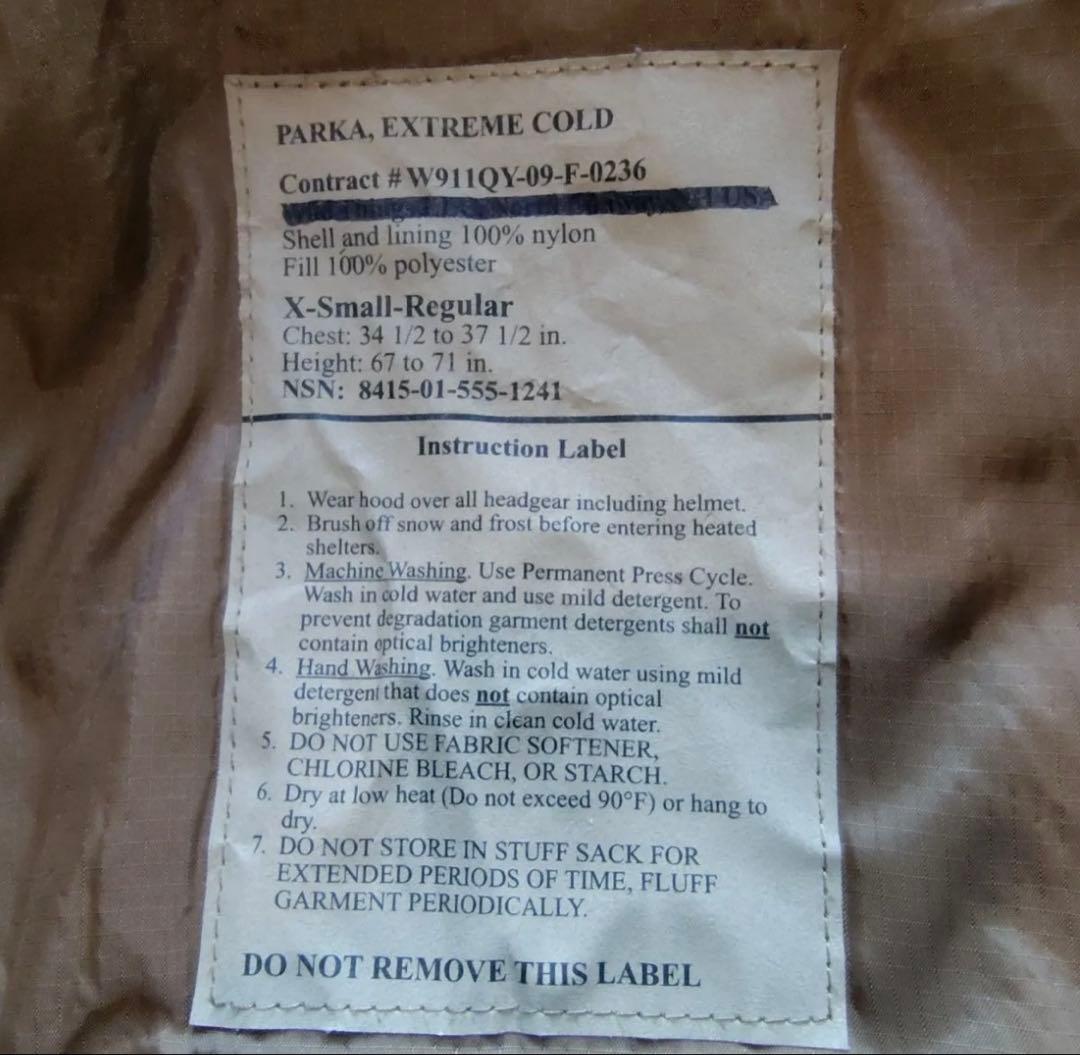 PARKA, EXTREME COLD
Contract # W911QY-09-F-0236
USA
Shell and lining 100% nylon
Fill 100% polyester
X-Small-Regular
Chest: 34 1/2 to 37 1/2 in.
Height: 67 to 71 in.
NSN: 8415-01-555-1241
Instruction Label
1. Wear hood over all headgear including helmet.
2. Brush off snow and frost before entering heated
shelters.
3. Machine Washing. Use Permanent Press Cycle.
Wash in cold water and use mild detergent. To
prevent degradation garment detergents shall not
contain optical brighteners.
4. Hand Washing. Wash in cold water using mild
detergent that does not contain optical
brighteners. Rinse in clean cold water.
5. DO NOT USE FABRIC SOFTENER,
CHLORINE BLEACH, OR STARCH.
6. Dry at low heat (Do not exceed 90°F) or hang to
dry.
7. DO NOT STORE IN STUFF SACK FOR
EXTENDED PERIODS OF TIME, FLUFF
GARMENT PERIODICALLY.
DO NOT REMOVE THIS LABEL